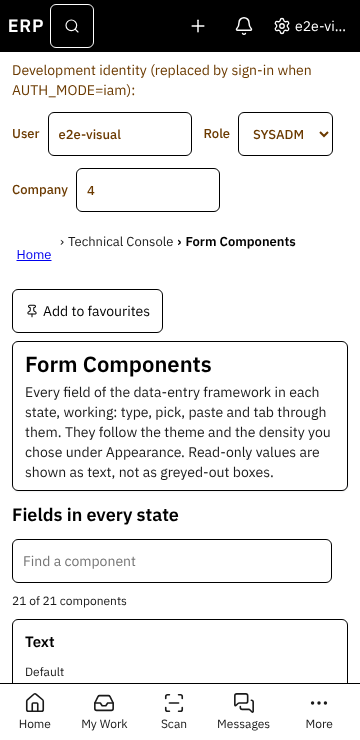 ERP
e2e-vi...
Development identity (replaced by sign-in when
AUTH_MODE=iam):
User
e2e-visual
Role
SYSADM
Company
4
Home
› Technical Console › Form Components
Add to favourites
Form Components
Every field of the data-entry framework in each
state, working: type, pick, paste and tab through
them. They follow the theme and the density you
chose under Appearance. Read-only values are
shown as text, not as greyed-out boxes.
Fields in every state
Find a component
21 of 21 components
Text
Default
Home
My Work
Scan
Messages
More